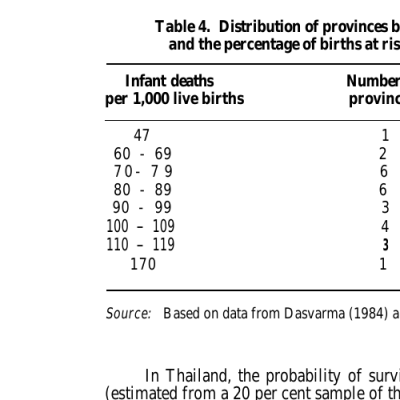 Table 4. Distribution of provinces b
and the percentage of births at ris
Infant deaths Number
per 1,000 live births provinc
47 1
60 - 69 2
70- 79 6
80 - 89 6
90 - 99 3
100 – 109 4
110 – 119 3
170 1
Source: Based on data from Dasvarma (1984) a
In Thailand, the probability of survi
(estimated from a 20 per cent sample of th